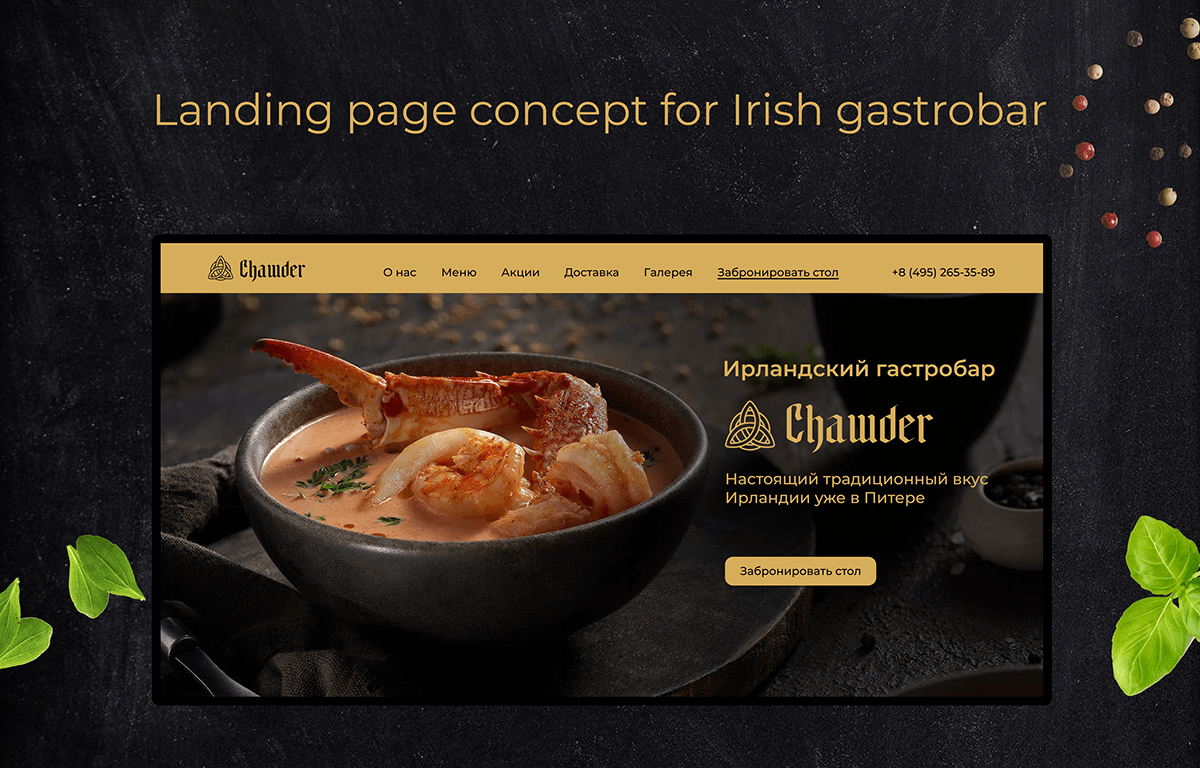 Landing page concept for Irish gastrobar
Chawder
О нас
Меню
Акции
Доставка
Галерея
Забронировать стол
+8 (495) 265-35-89
Ирландский гастробар
Chawder
Настоящий традиционный вкус
Ирландии уже в Питере
Забронировать стол